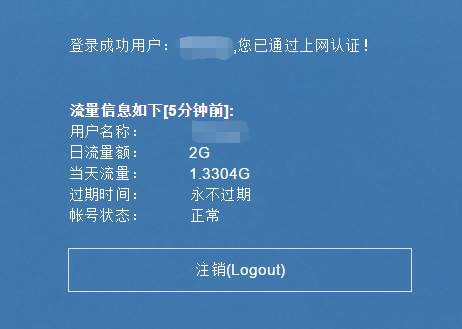 登录成功用户： ,您已通过上网认证！
流量信息如下[5分钟前]:
用户名称：
日流量额： 2G
当天流量： 1.3304G
过期时间： 永不过期
帐号状态： 正常
注销(Logout)